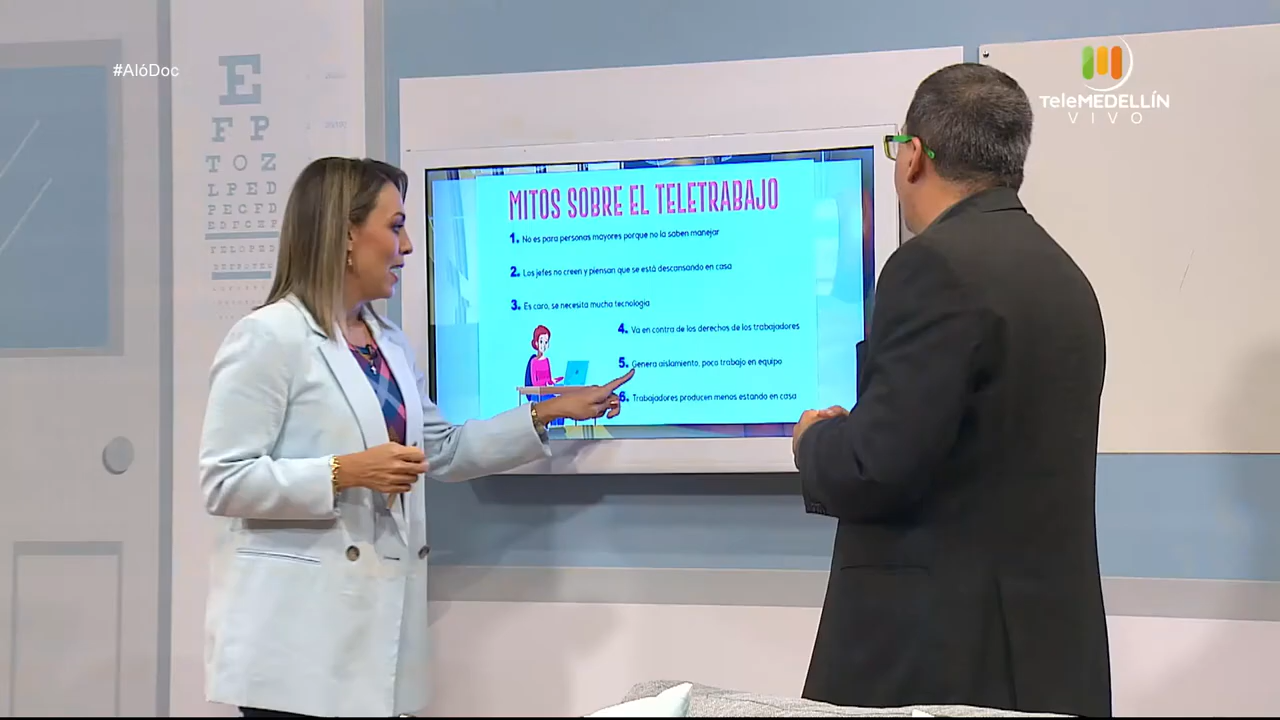 #AlóDoc
TeleMEDELLÍN
VIVO
E
F P
T O Z
L P E D
P E C F D
E D F C Z P
F E L O P Z D
MITOS SOBRE EL TELETRABAJO
1. No es para personas mayores porque no la saben manejar
2. Los jefes no creen y piensan que se está descansando en casa
3. Es caro, se necesita mucha tecnología
4. Va en contra de los derechos de los trabajadores
5. Genera aislamiento, poco trabajo en equipo
6. Trabajadores producen menos estando en casa